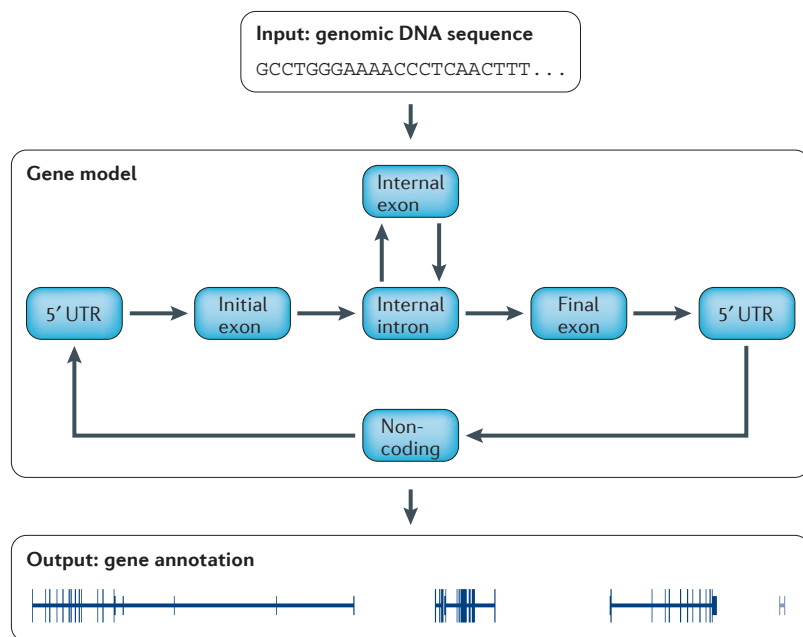 Input: genomic DNA sequence
GCCTGGGAAAACCCTCAACTTT...
Gene model
Internal
exon
5′ UTR
Initial
exon
Internal
intron
Final
exon
5′ UTR
Non-
coding
Output: gene annotation